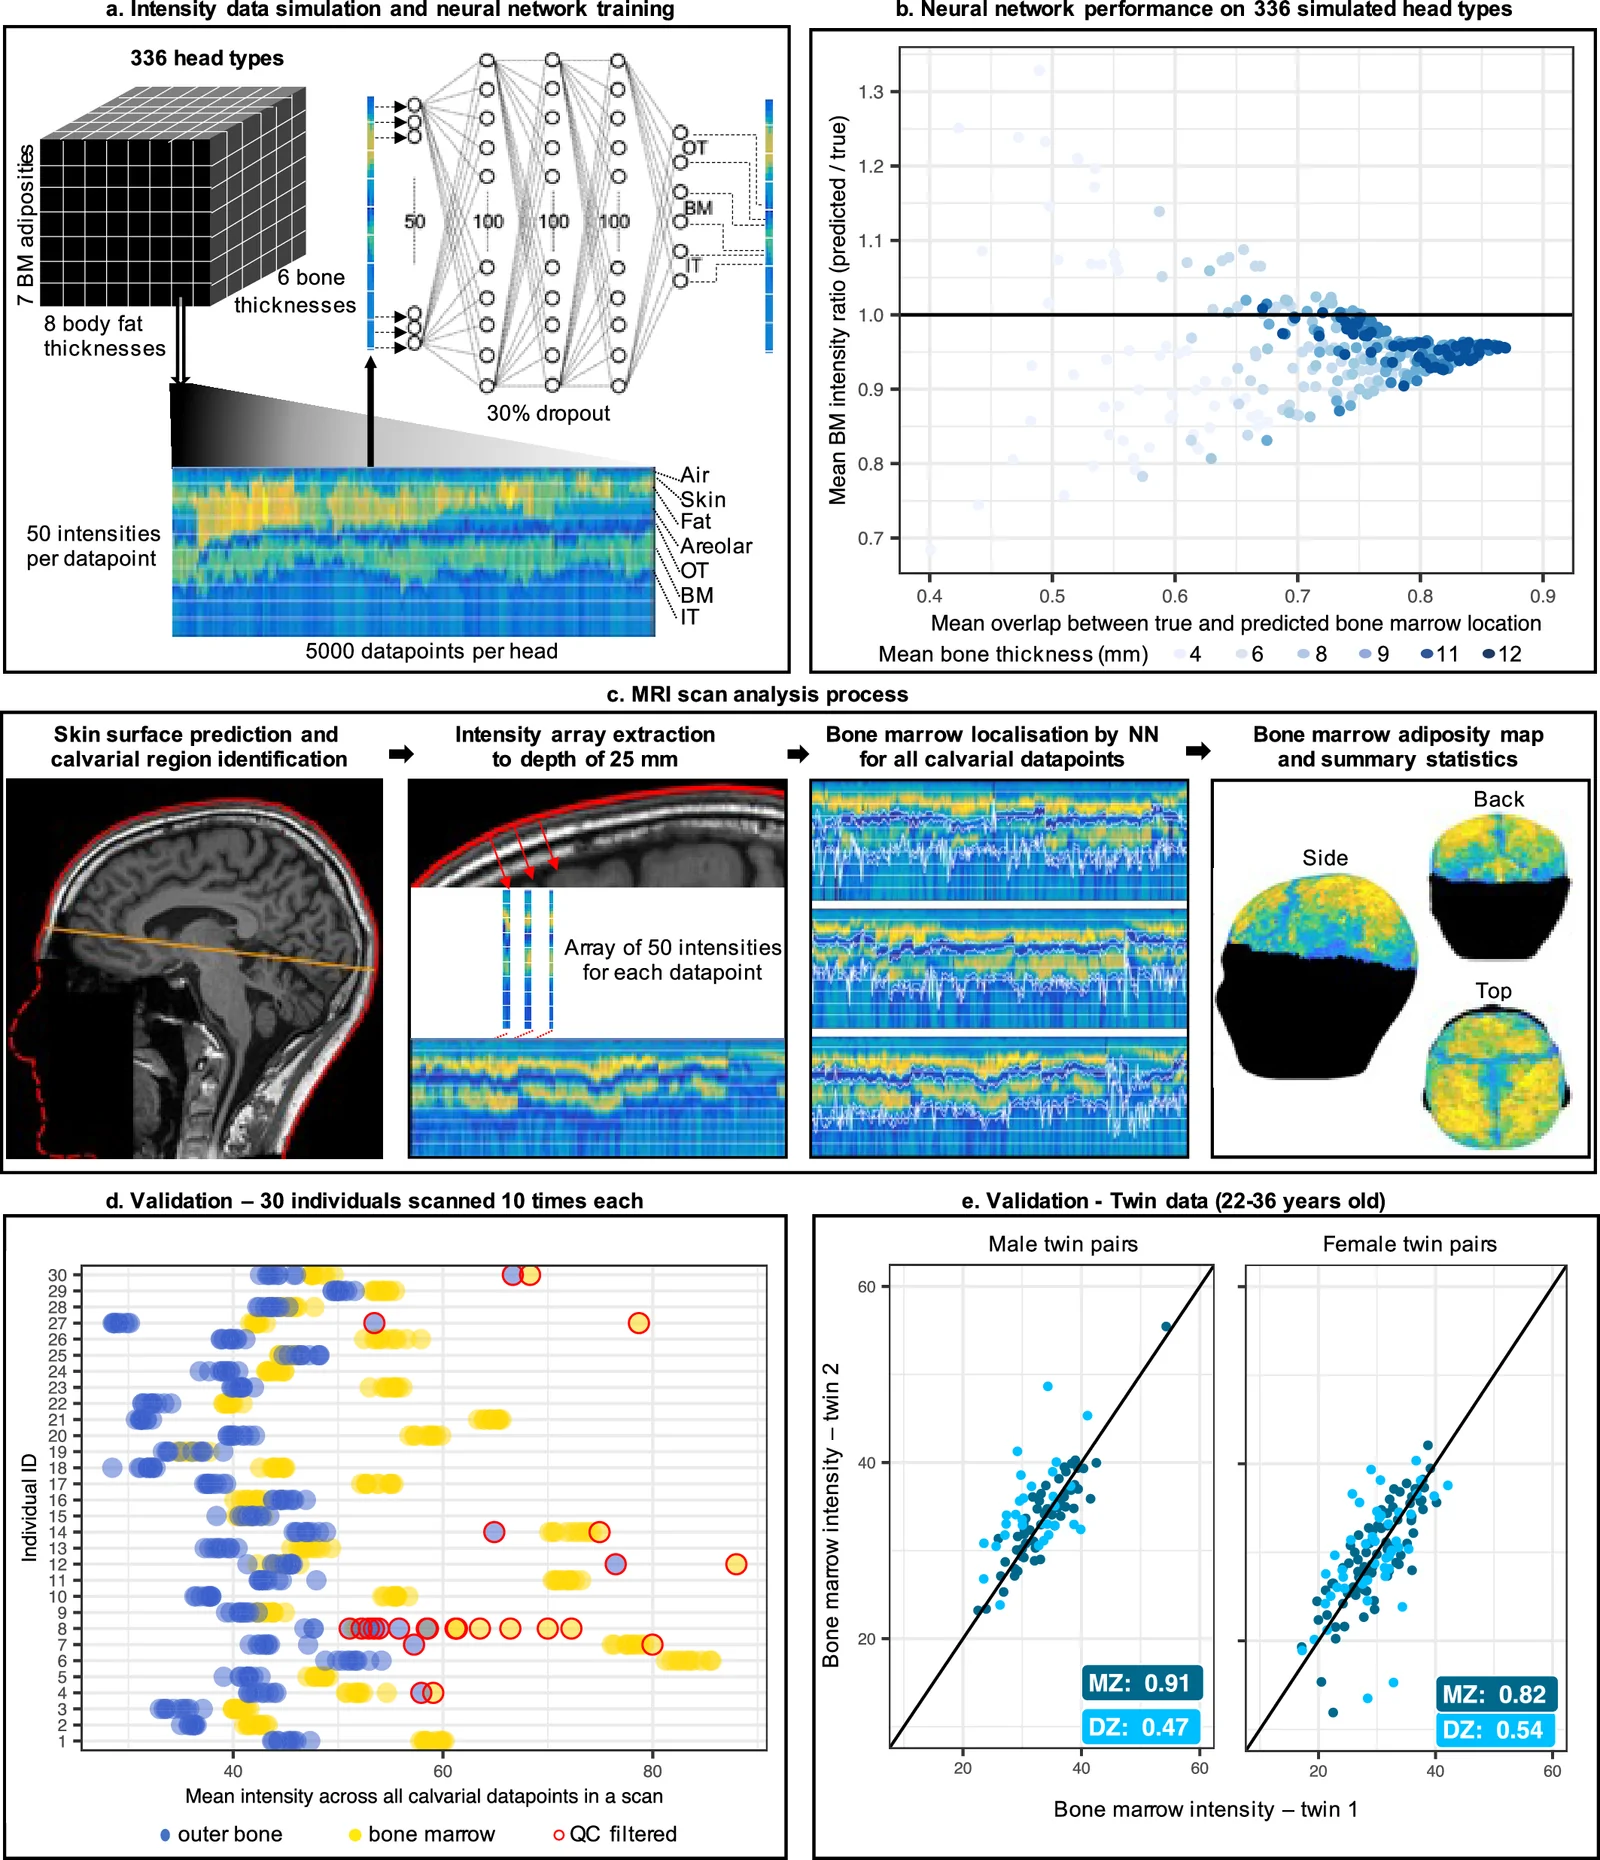 a. Intensity data simulation and neural network training
336 head types
7 BM adiposities
6 bone
thicknesses
8 body fat
thicknesses
50
100
100
100
OT
BM
IT
30% dropout
50 intensities
per datapoint
Air
Skin
Fat
Areolar
OT
BM
IT
5000 datapoints per head
b. Neural network performance on 336 simulated head types
Mean BM intensity ratio (predicted / true)
1.3
1.2
1.1
1.0
0.9
0.8
0.7
0.4 0.5 0.6 0.7 0.8 0.9
Mean overlap between true and predicted bone marrow location
Mean bone thickness (mm) 4 6 8 9 11 12
c. MRI scan analysis process
Skin surface prediction and
calvarial region identification
Intensity array extraction
to depth of 25 mm
Array of 50 intensities
for each datapoint
Bone marrow localisation by NN
for all calvarial datapoints
Bone marrow adiposity map
and summary statistics
Back
Side
Top
d. Validation – 30 individuals scanned 10 times each
Individual ID
30
29
28
27
26
25
24
23
22
21
20
19
18
17
16
15
14
13
12
11
10
9
8
7
6
5
4
3
2
1
40 60 80
Mean intensity across all calvarial datapoints in a scan
outer bone bone marrow QC filtered
e. Validation - Twin data (22-36 years old)
Male twin pairs
Female twin pairs
Bone marrow intensity – twin 2
60
40
20
MZ: 0.91
DZ: 0.47
MZ: 0.82
DZ: 0.54
20 40 60
20 40 60
Bone marrow intensity – twin 1